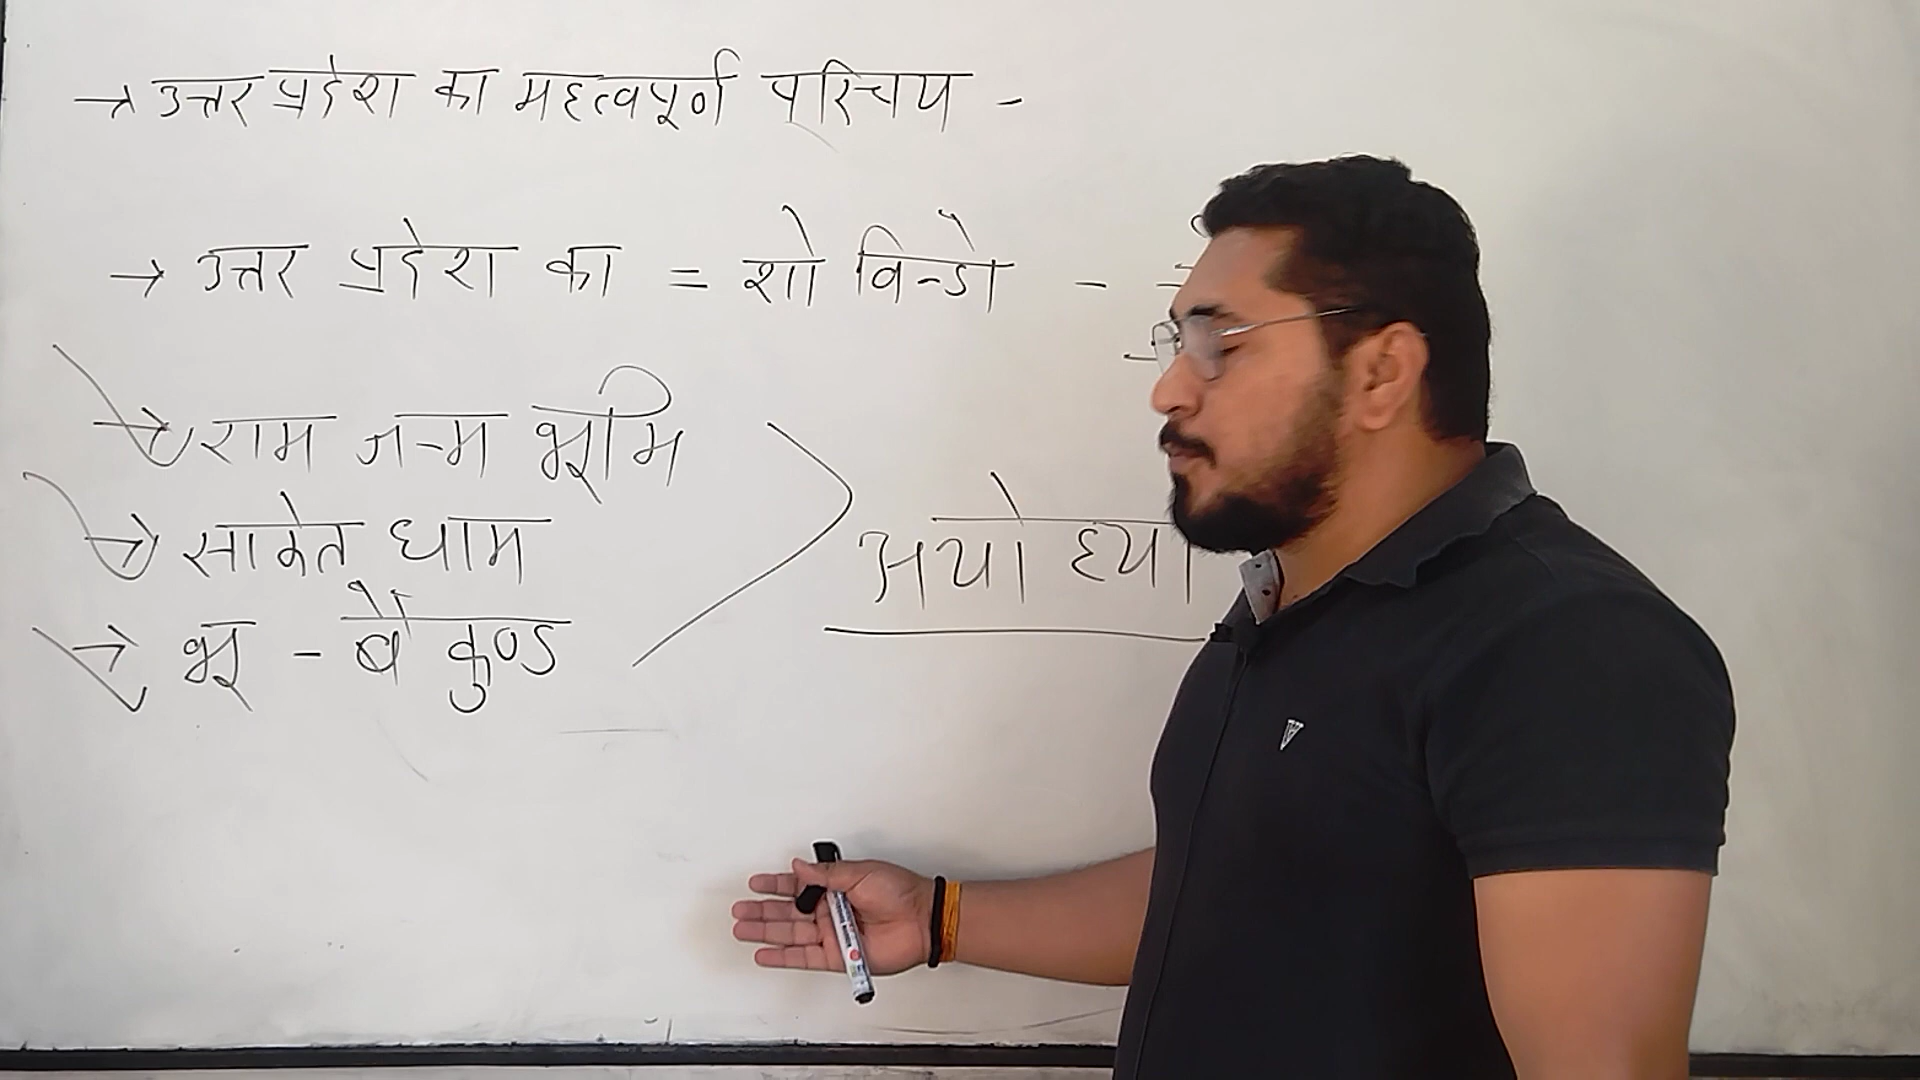 → उत्तर प्रदेश का महत्वपूर्ण परिचय -
→ उत्तर प्रदेश का = शो विन्डो -
→ राम जन्म भूमि
→ साकेत धाम
→ भू - बैकुण्ड
अयोध्या